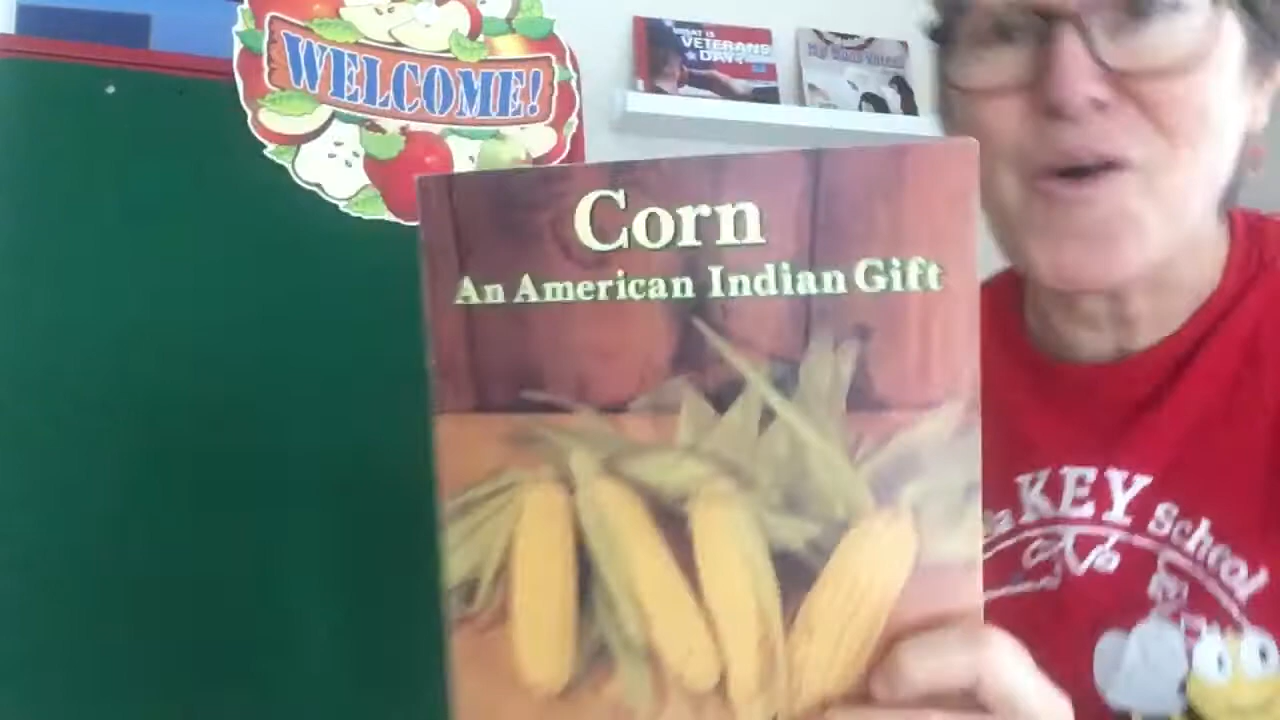 WELCOME!
WHAT IS
VETERANS
DAY?
Corn
An American Indian Gift
KEY School